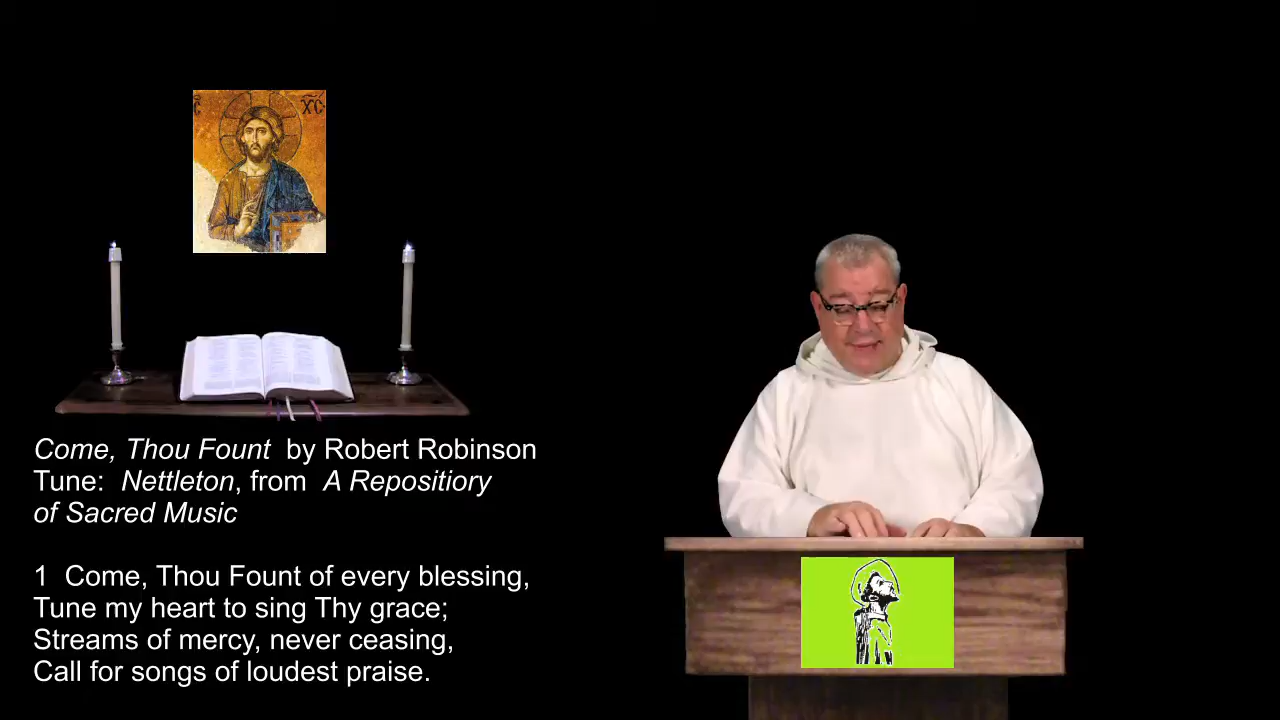 XC
Come, Thou Fount by Robert Robinson
Tune: Nettleton, from A Repositiory
of Sacred Music
1 Come, Thou Fount of every blessing,
Tune my heart to sing Thy grace;
Streams of mercy, never ceasing,
Call for songs of loudest praise.